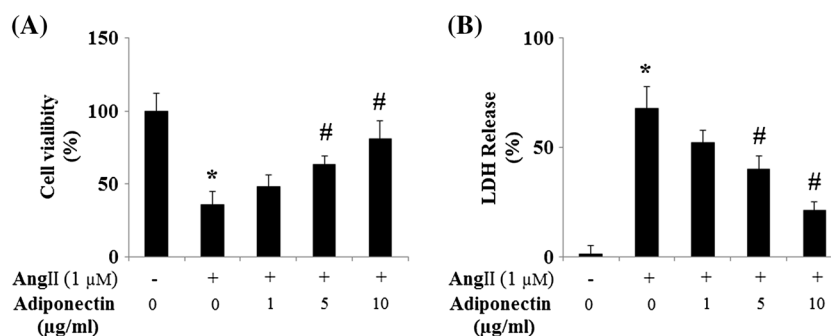 (A)
150
100
50
0
Cell vialibity
(%)
*
#
#
AngII (1 μM) - + + + +
Adiponectin 0 0 1 5 10
(μg/ml)
(B)
100
50
0
LDH Release
(%)
*
#
#
AngII (1 μM) - + + + +
Adiponectin 0 0 1 5 10
(μg/ml)